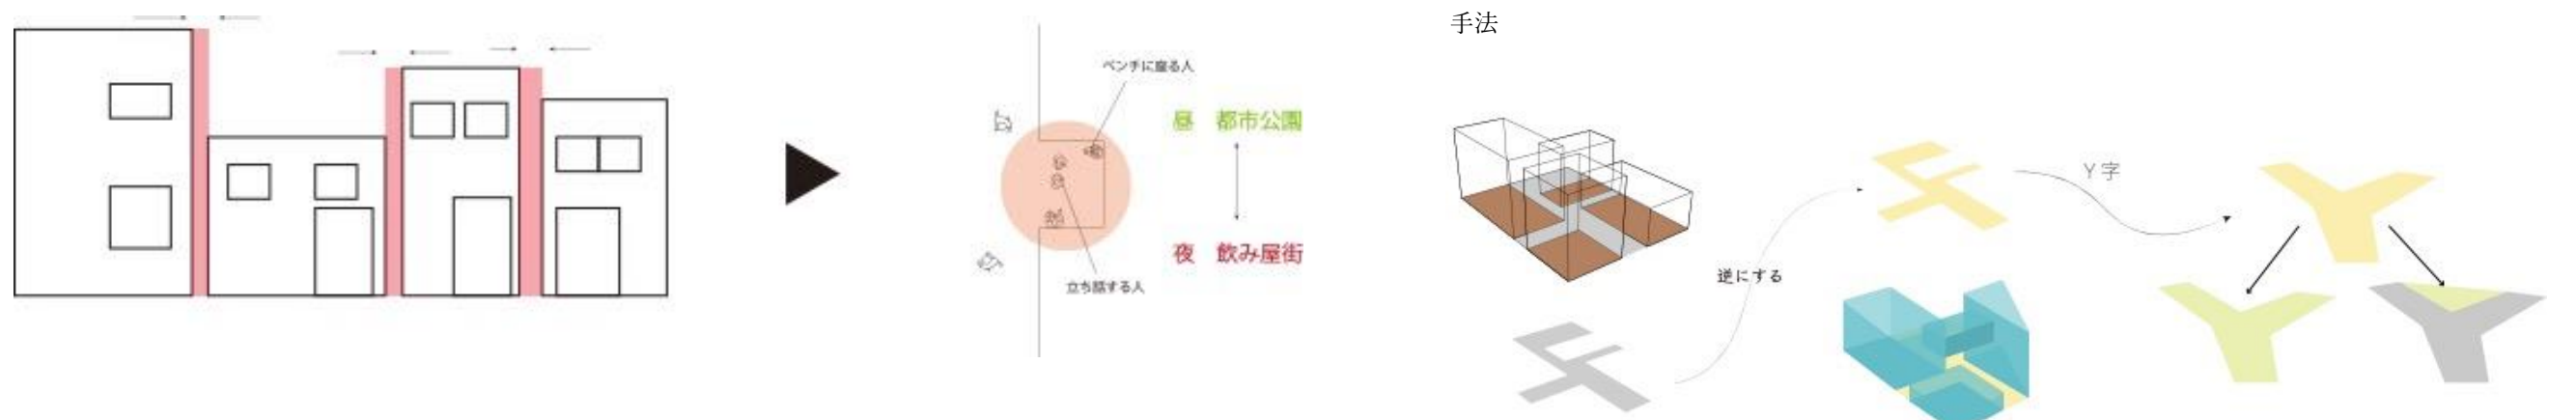 手法
ベンチに座る人
昼　都市公園
夜　飲み屋街
立ち話する人
逆にする
Y字